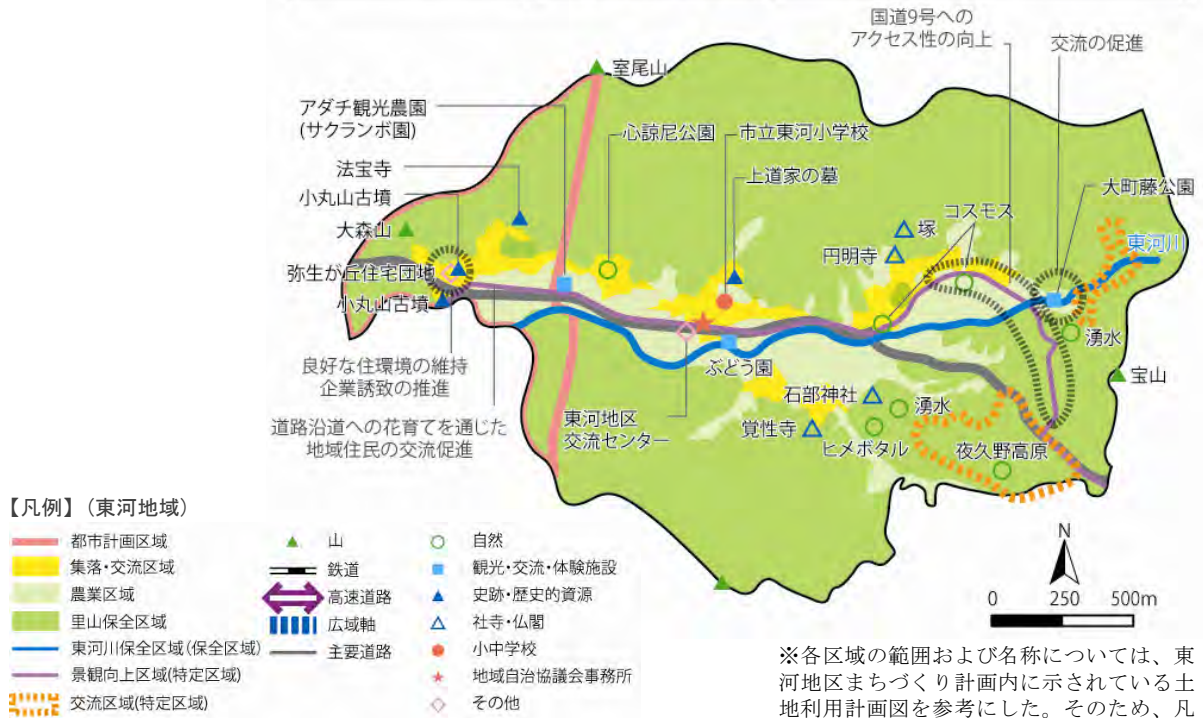 国道9号への
アクセス性の向上
交流の促進
室尾山
アダチ観光農園
(サクランボ園)
心諒尼公園
市立東河小学校
法宝寺
上道家の墓
小丸山古墳
大町藤公園
コスモス
大森山
塚
東河川
円明寺
弥生が丘住宅団地
小丸山古墳
湧水
良好な住環境の維持
企業誘致の推進
ぶどう園
宝山
石部神社
湧水
道路沿道への花育てを通じた
地域住民の交流促進
東河地区
交流センター
覚性寺
ヒメボタル
夜久野高原
【凡例】(東河地域)
都市計画区域
集落・交流区域
農業区域
里山保全区域
東河川保全区域(保全区域)
景観向上区域(特定区域)
交流区域(特定区域)
山
鉄道
高速道路
広域軸
主要道路
自然
観光・交流・体験施設
史跡・歴史的資源
社寺・仏閣
小中学校
地域自治協議会事務所
その他
N
0 250 500m
※各区域の範囲および名称については、東
河地区まちづくり計画内に示されている土
地利用計画図を参考にした。そのため、凡